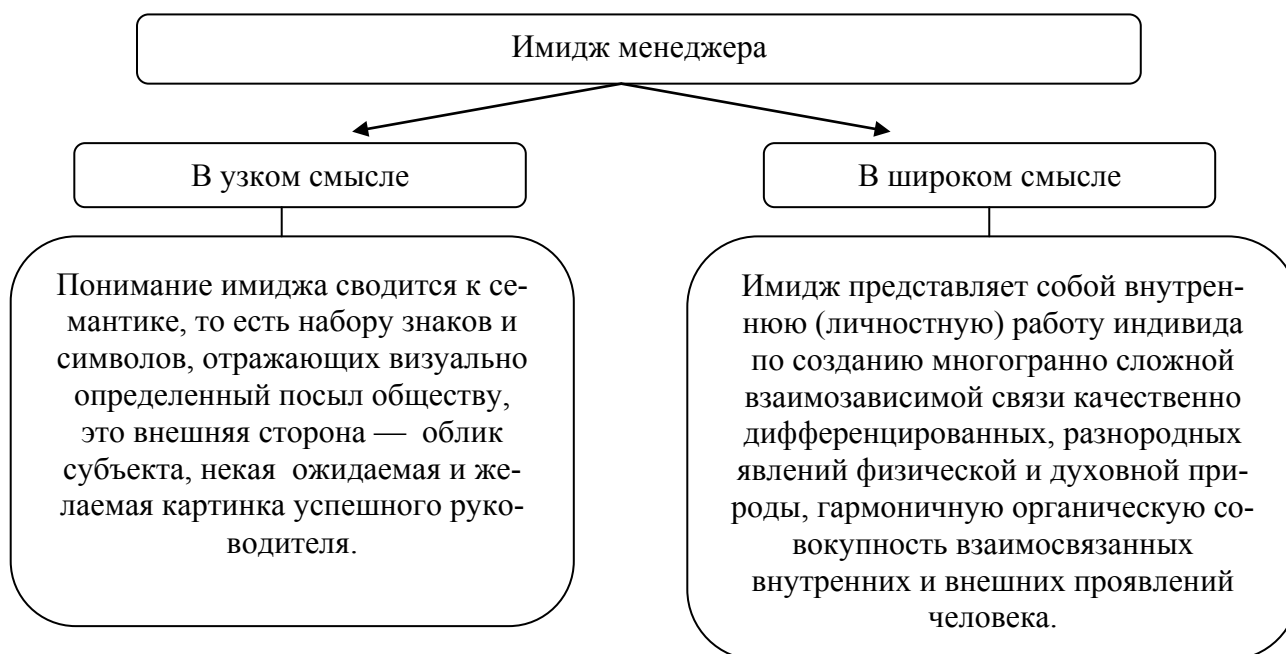 Имидж менеджера
В узком смысле
Понимание имиджа сводится к се-
мантике, то есть набору знаков и
символов, отражающих визуально
определенный посыл обществу,
это внешняя сторона — облик
субъекта, некая ожидаемая и же-
лаемая картинка успешного руко-
водителя.
В широком смысле
Имидж представляет собой внутрен-
нюю (личностную) работу индивида
по созданию многогранно сложной
взаимозависимой связи качественно
дифференцированных, разнородных
явлений физической и духовной при-
роды, гармоничную органическую со-
вокупность взаимосвязанных
внутренних и внешних проявлений
человека.